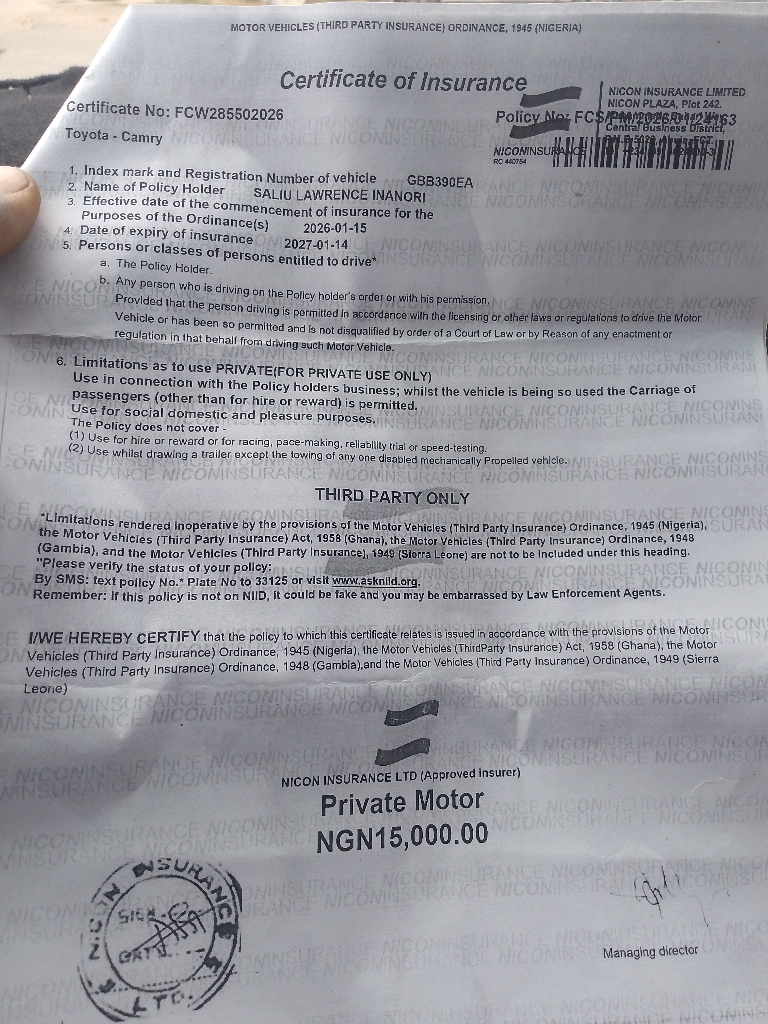 MOTOR VEHICLES (THIRD PARTY INSURANCE) ORDINANCE, 1945 (NIGERIA)
Certificate of Insurance
NICON INSURANCE LIMITED
NICON PLAZA, Plot 242,
Certificate No: FCW285502026
Policy No:
Central Business District,
Toyota - Camry
NICONINSURANCE
RC 440754
1. Index mark and Registration Number of vehicle GBB390EA
2. Name of Policy Holder SALIU LAWRENCE INANORI
3. Effective date of the commencement of insurance for the
Purposes of the Ordinance(s) 2026-01-15
4. Date of expiry of insurance 2027-01-14
5. Persons or classes of persons entitled to drive*
a. The Policy Holder.
b. Any person who is driving on the Policy holder's order or with his permission,
Provided that the person driving is permitted in accordance with the licensing or other laws or regulations to drive the Motor
Vehicle or has been so permitted and is not disqualified by order of a Court of Law or by Reason of any enactment or
regulation in that behalf from driving such Motor Vehicle.
6. Limitations as to use PRIVATE(FOR PRIVATE USE ONLY)
Use in connection with the Policy holders business; whilst the vehicle is being so used the Carriage of
passengers (other than for hire or reward) is permitted.
Use for social domestic and pleasure purposes.
The Policy does not cover -
(1) Use for hire or reward or for racing, pace-making, reliability trial or speed-testing.
(2) Use whilst drawing a trailer except the towing of any one disabled mechanically Propelled vehicle.
THIRD PARTY ONLY
*Limitations rendered inoperative by the provisions of the Motor Vehicles (Third Party Insurance) Ordinance, 1945 (Nigeria),
the Motor Vehicles (Third Party Insurance) Act, 1958 (Ghana), the Motor Vehicles (Third Party Insurance) Ordinance, 1948
(Gambia), and the Motor Vehicles (Third Party Insurance), 1949 (Sierra Leone) are not to be included under this heading.
"Please verify the status of your policy:
By SMS: text policy No.* Plate No to 33125 or visit www.askniid.org.
Remember: If this policy is not on NIID, it could be fake and you may be embarrassed by Law Enforcement Agents.
I/WE HEREBY CERTIFY that the policy to which this certificate relates is issued in accordance with the provisions of the Motor
Vehicles (Third Party Insurance) Ordinance, 1945 (Nigeria), the Motor Vehicles (ThirdParty Insurance) Act, 1958 (Ghana), the Motor
Vehicles (Third Party Insurance) Ordinance, 1948 (Gambia),and the Motor Vehicles (Third Party Insurance) Ordinance, 1949 (Sierra
Leone)
NICON INSURANCE LTD (Approved insurer)
Private Motor
NGN15,000.00
NICON INSURANCE
LTD.
SIGN
Managing director